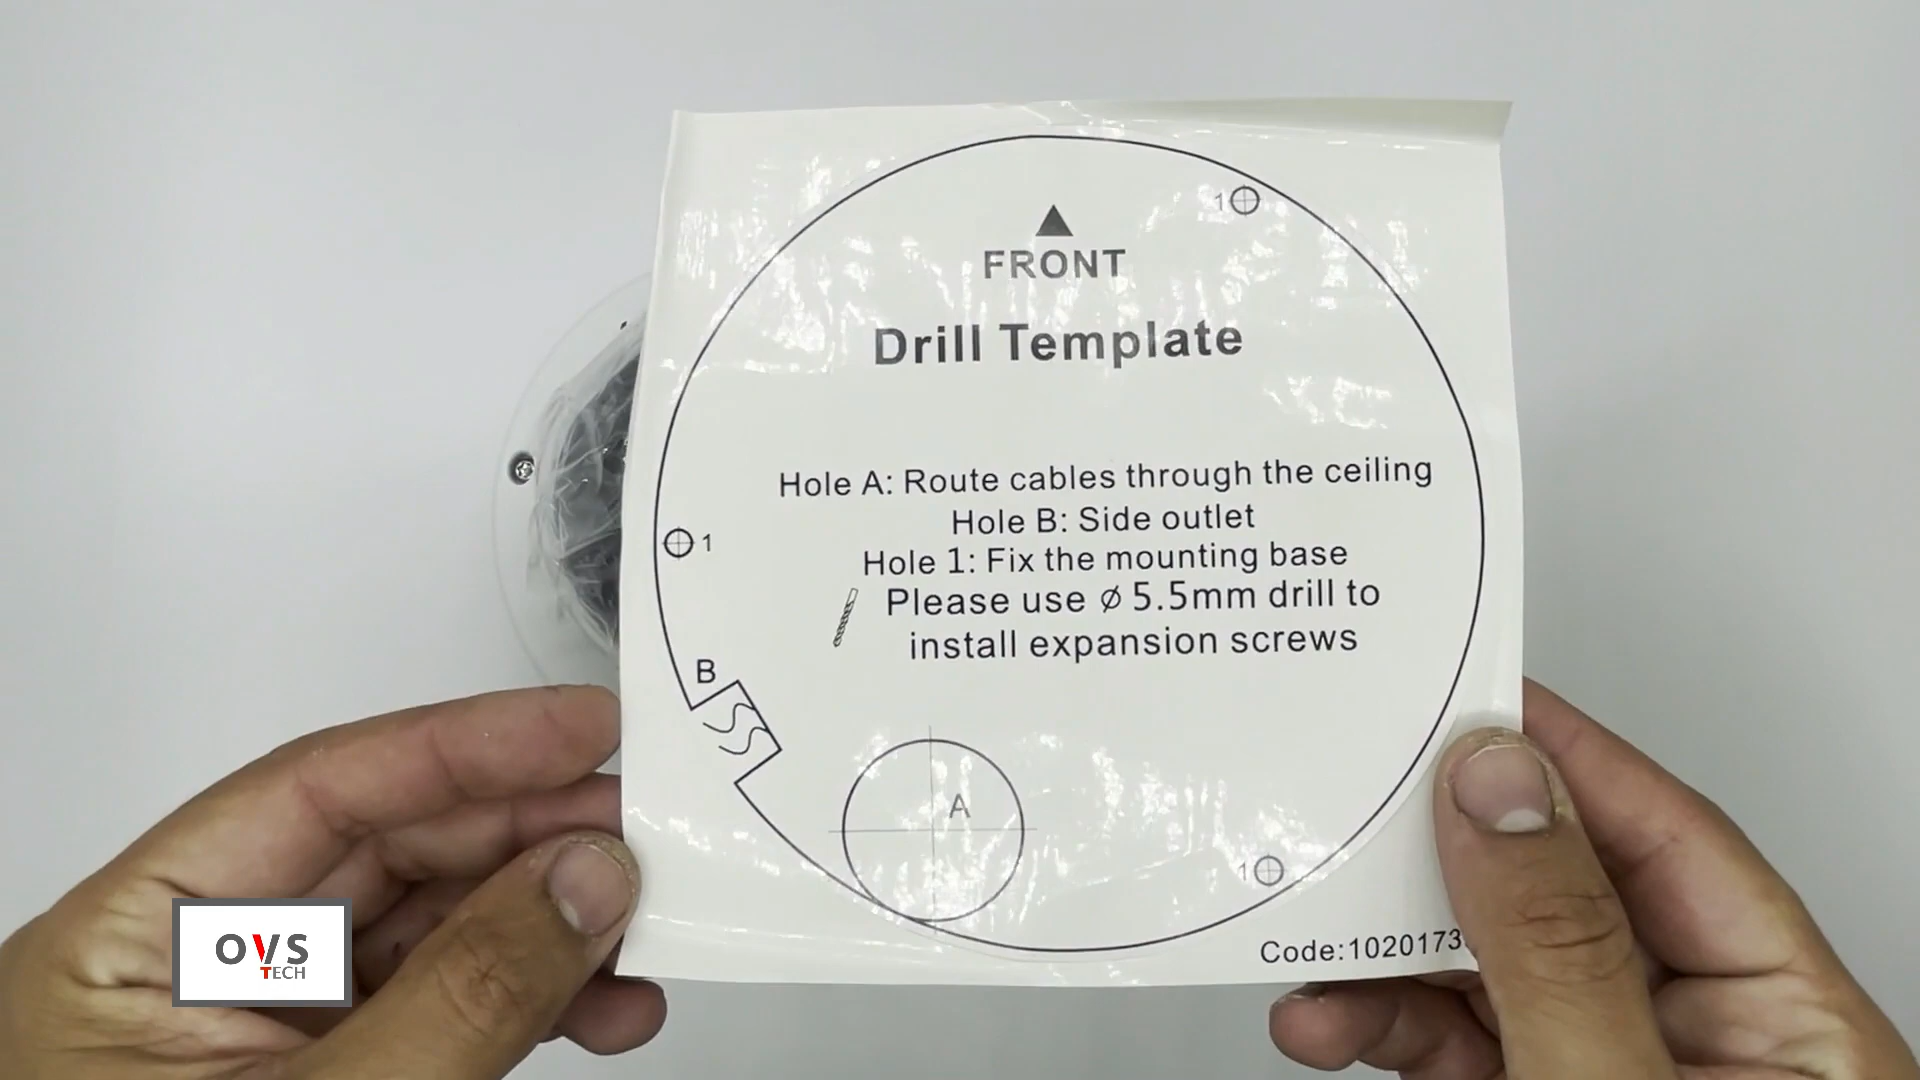 1
FRONT
Drill Template
Hole A: Route cables through the ceiling
Hole B: Side outlet
Hole 1: Fix the mounting base
1
Please use ⌀ 5.5mm drill to
install expansion screws
B
A
1
Code:1020173
OVS
TECH